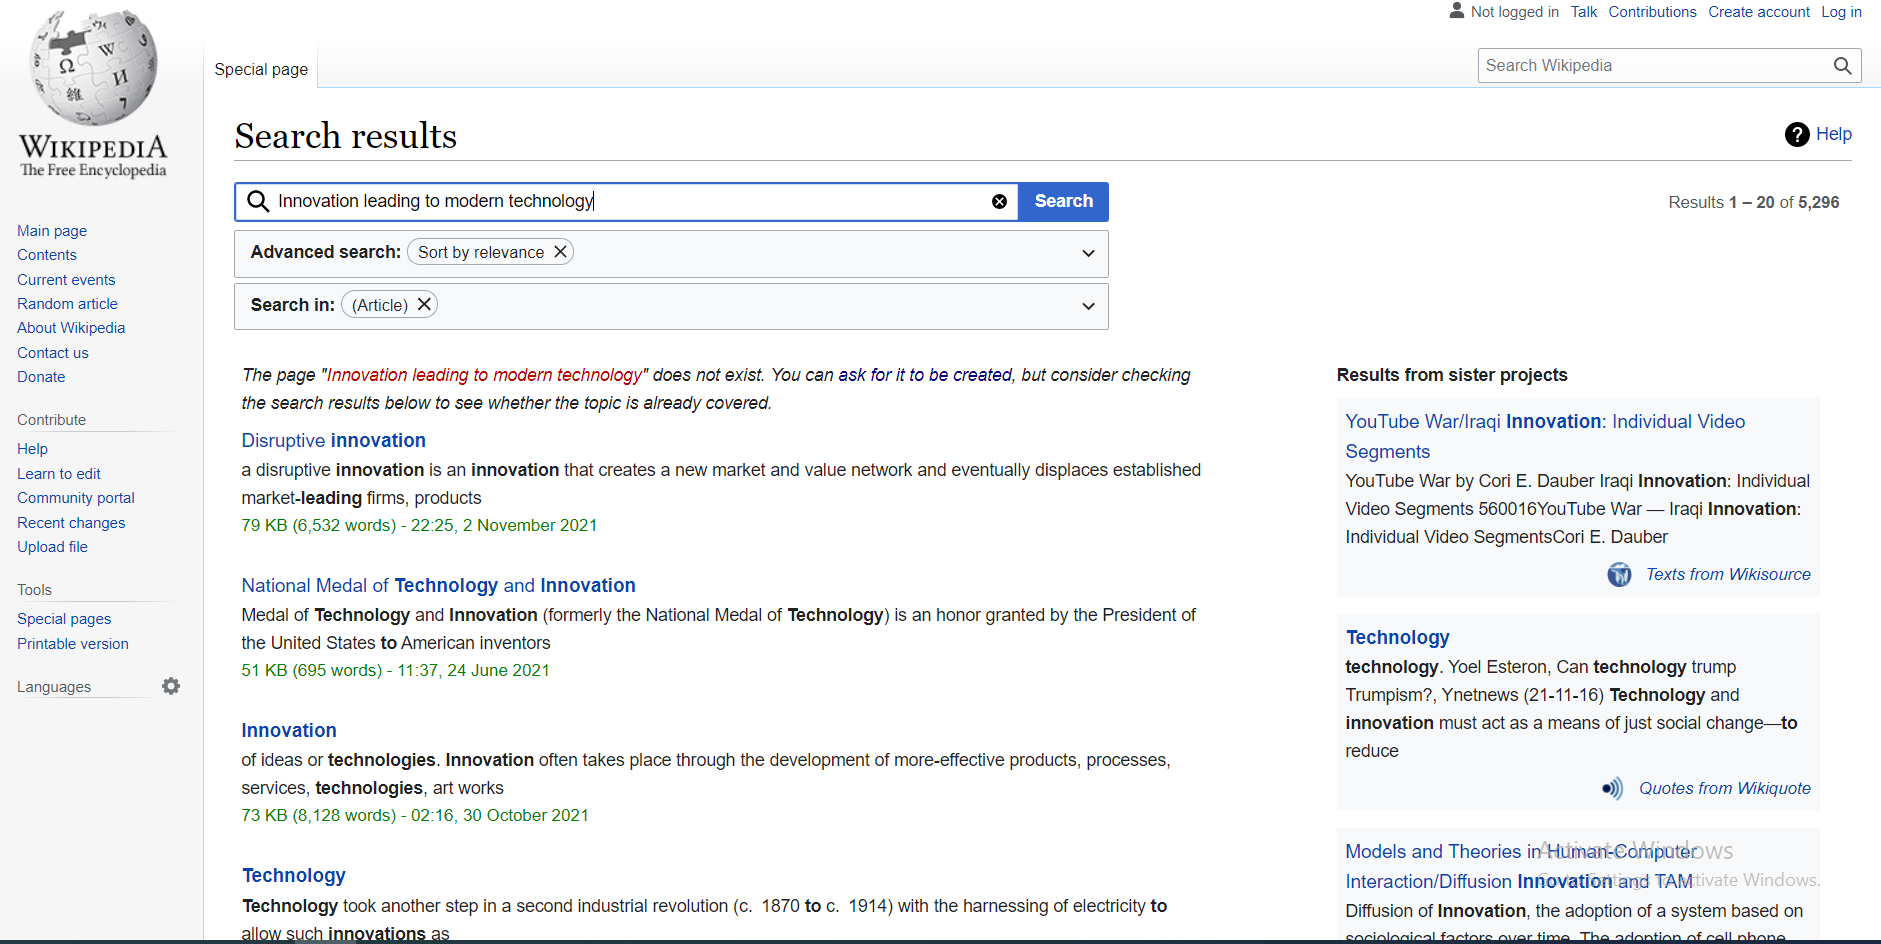 Not logged in Talk Contributions Create account Log in
Special page
Search Wikipedia
WIKIPEDIA
The Free Encyclopedia
Main page
Contents
Current events
Random article
About Wikipedia
Contact us
Donate
Contribute
Help
Learn to edit
Community portal
Recent changes
Upload file
Tools
Special pages
Printable version
Languages
Search results
Help
Innovation leading to modern technology
Search
Results 1 – 20 of 5,296
Advanced search: Sort by relevance
Search in: (Article)
The page "Innovation leading to modern technology" does not exist. You can ask for it to be created, but consider checking
the search results below to see whether the topic is already covered.
Disruptive innovation
a disruptive innovation is an innovation that creates a new market and value network and eventually displaces established
market-leading firms, products
79 KB (6,532 words) - 22:25, 2 November 2021
National Medal of Technology and Innovation
Medal of Technology and Innovation (formerly the National Medal of Technology) is an honor granted by the President of
the United States to American inventors
51 KB (695 words) - 11:37, 24 June 2021
Innovation
of ideas or technologies. Innovation often takes place through the development of more-effective products, processes,
services, technologies, art works
73 KB (8,128 words) - 02:16, 30 October 2021
Technology
Technology took another step in a second industrial revolution (c. 1870 to c. 1914) with the harnessing of electricity to
allow such innovations as
Results from sister projects
YouTube War/Iraqi Innovation: Individual Video
Segments
YouTube War by Cori E. Dauber Iraqi Innovation: Individual
Video Segments 560016YouTube War — Iraqi Innovation:
Individual Video SegmentsCori E. Dauber
Texts from Wikisource
Technology
technology. Yoel Esteron, Can technology trump
Trumpism?, Ynetnews (21-11-16) Technology and
innovation must act as a means of just social change—to
reduce
Quotes from Wikiquote
Models and Theories in Human-Computer
Interaction/Diffusion Innovation and TAM
Diffusion of Innovation, the adoption of a system based on
sociological factors over time. The adoption of cell phone
Activate Windows
Go to Settings to activate Windows.